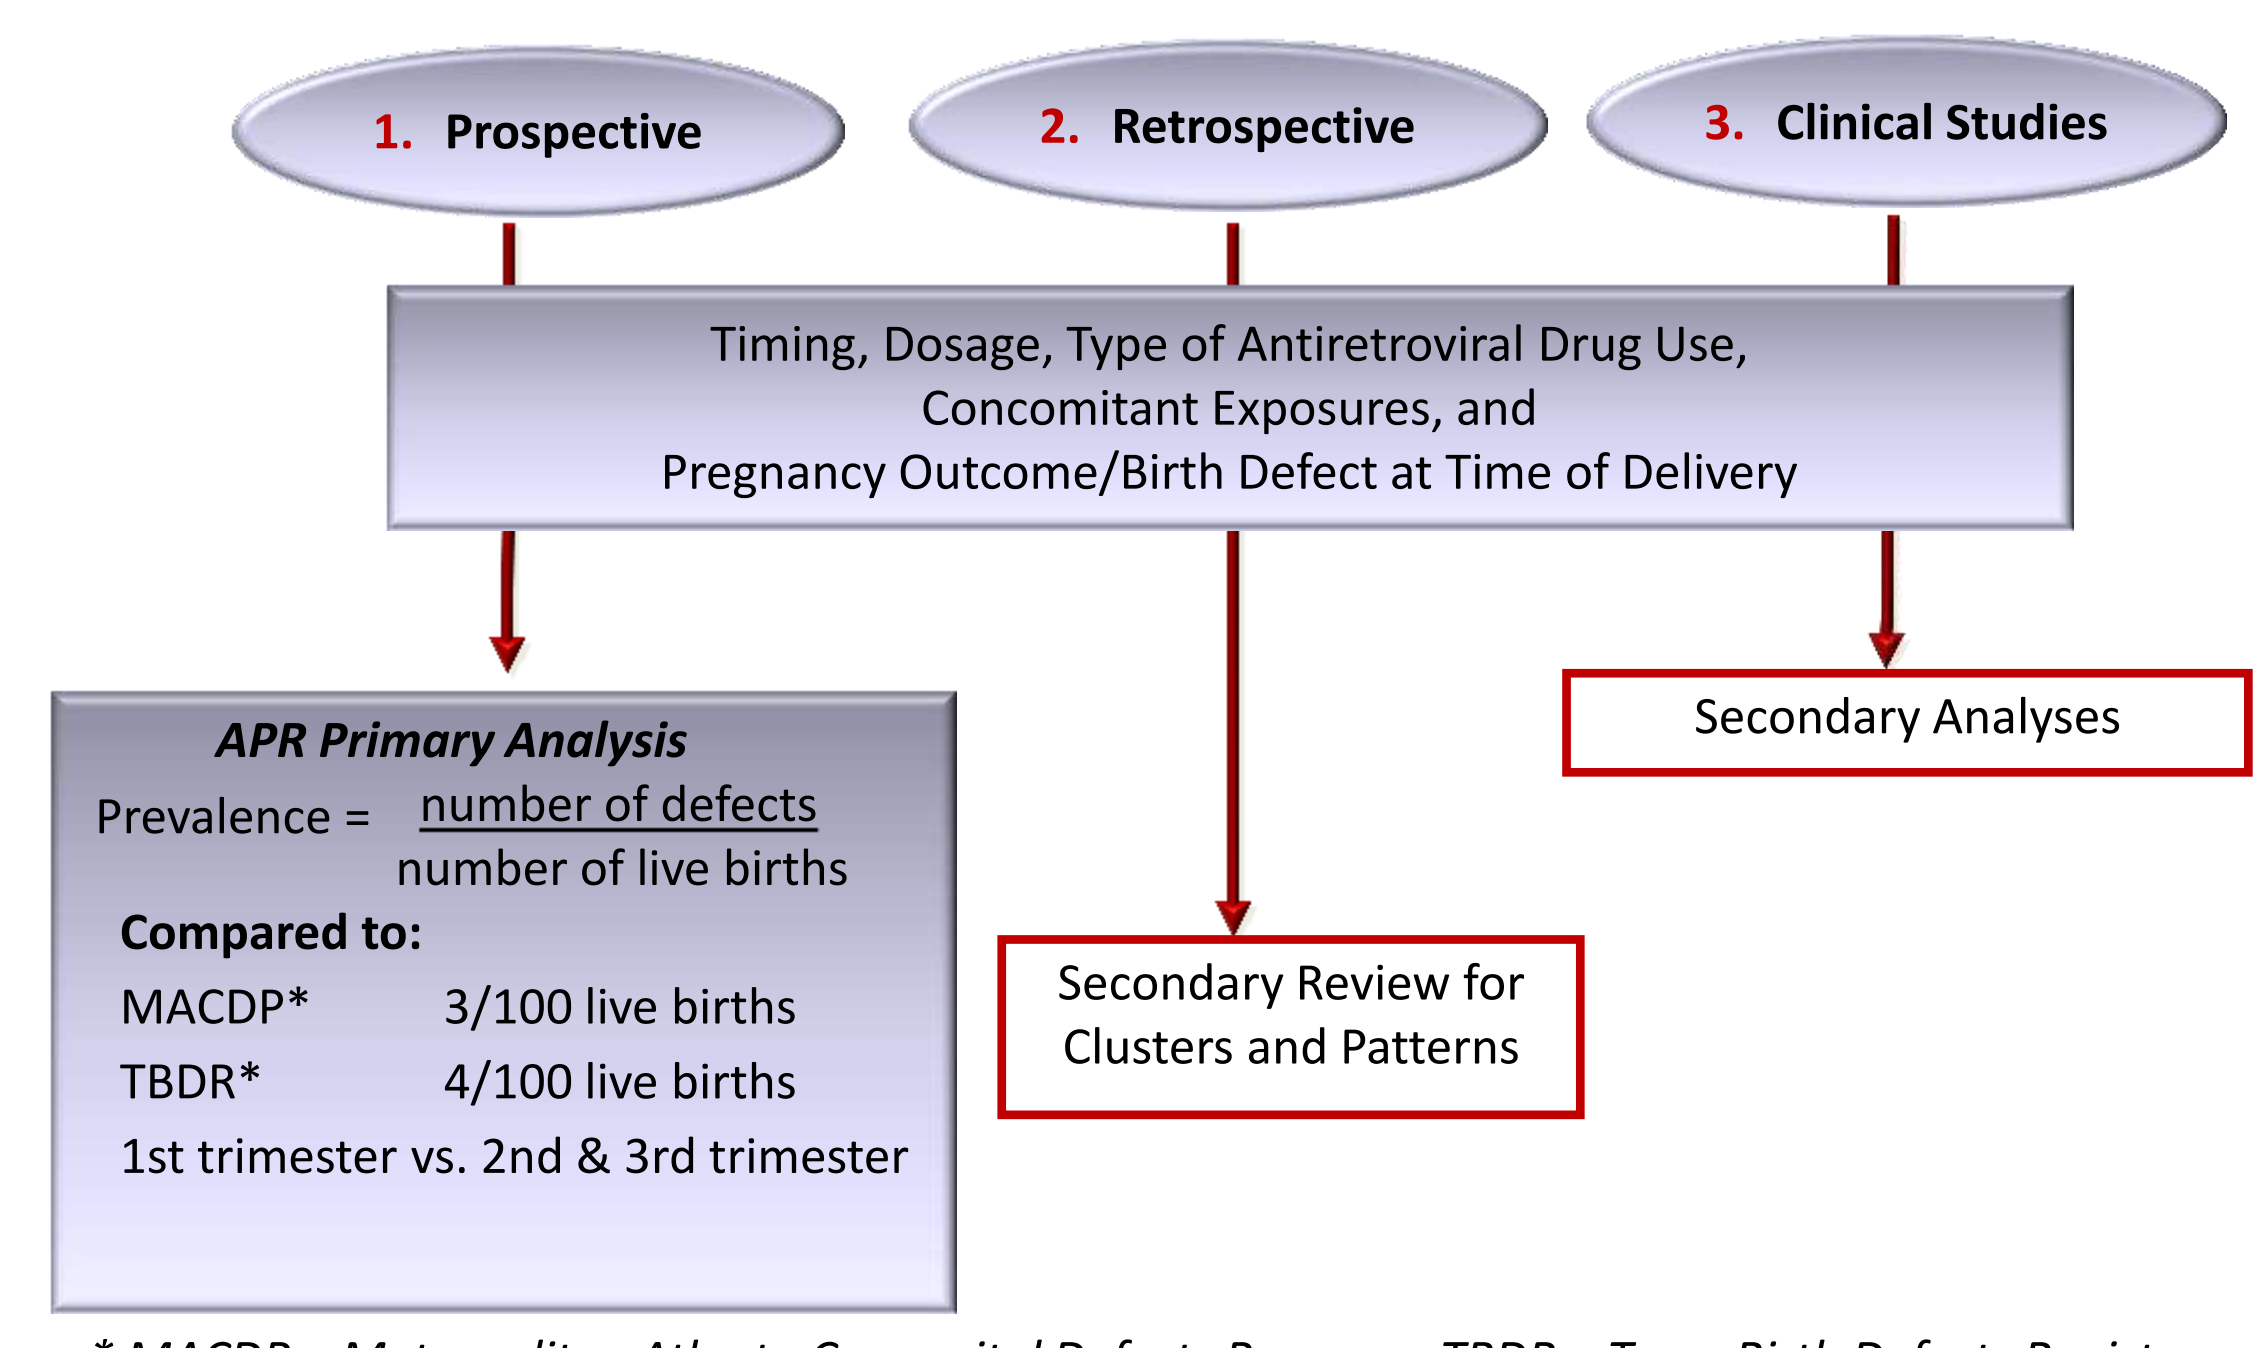 1. Prospective
2. Retrospective
3. Clinical Studies
Timing, Dosage, Type of Antiretroviral Drug Use,
Concomitant Exposures, and
Pregnancy Outcome/Birth Defect at Time of Delivery
APR Primary Analysis
Prevalence = number of defects
number of live births
Compared to:
MACDP* 3/100 live births
TBDR* 4/100 live births
1st trimester vs. 2nd & 3rd trimester
Secondary Review for
Clusters and Patterns
Secondary Analyses